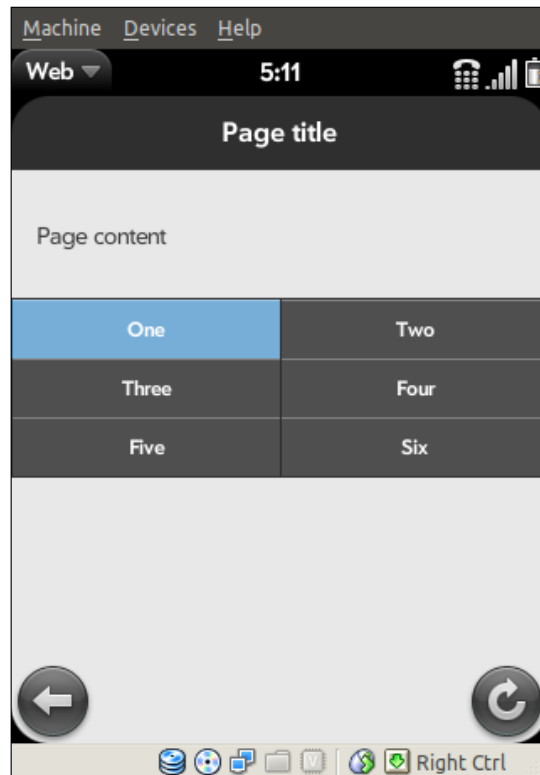 Machine Devices Help
Web 5:11
Page title
Page content
One Two
Three Four
Five Six
V Right Ctrl